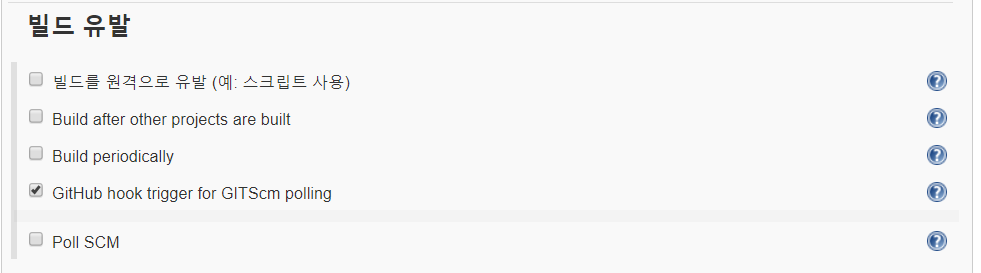 빌드 유발
빌드를 원격으로 유발 (예: 스크립트 사용)
Build after other projects are built
Build periodically
GitHub hook trigger for GITScm polling
Poll SCM